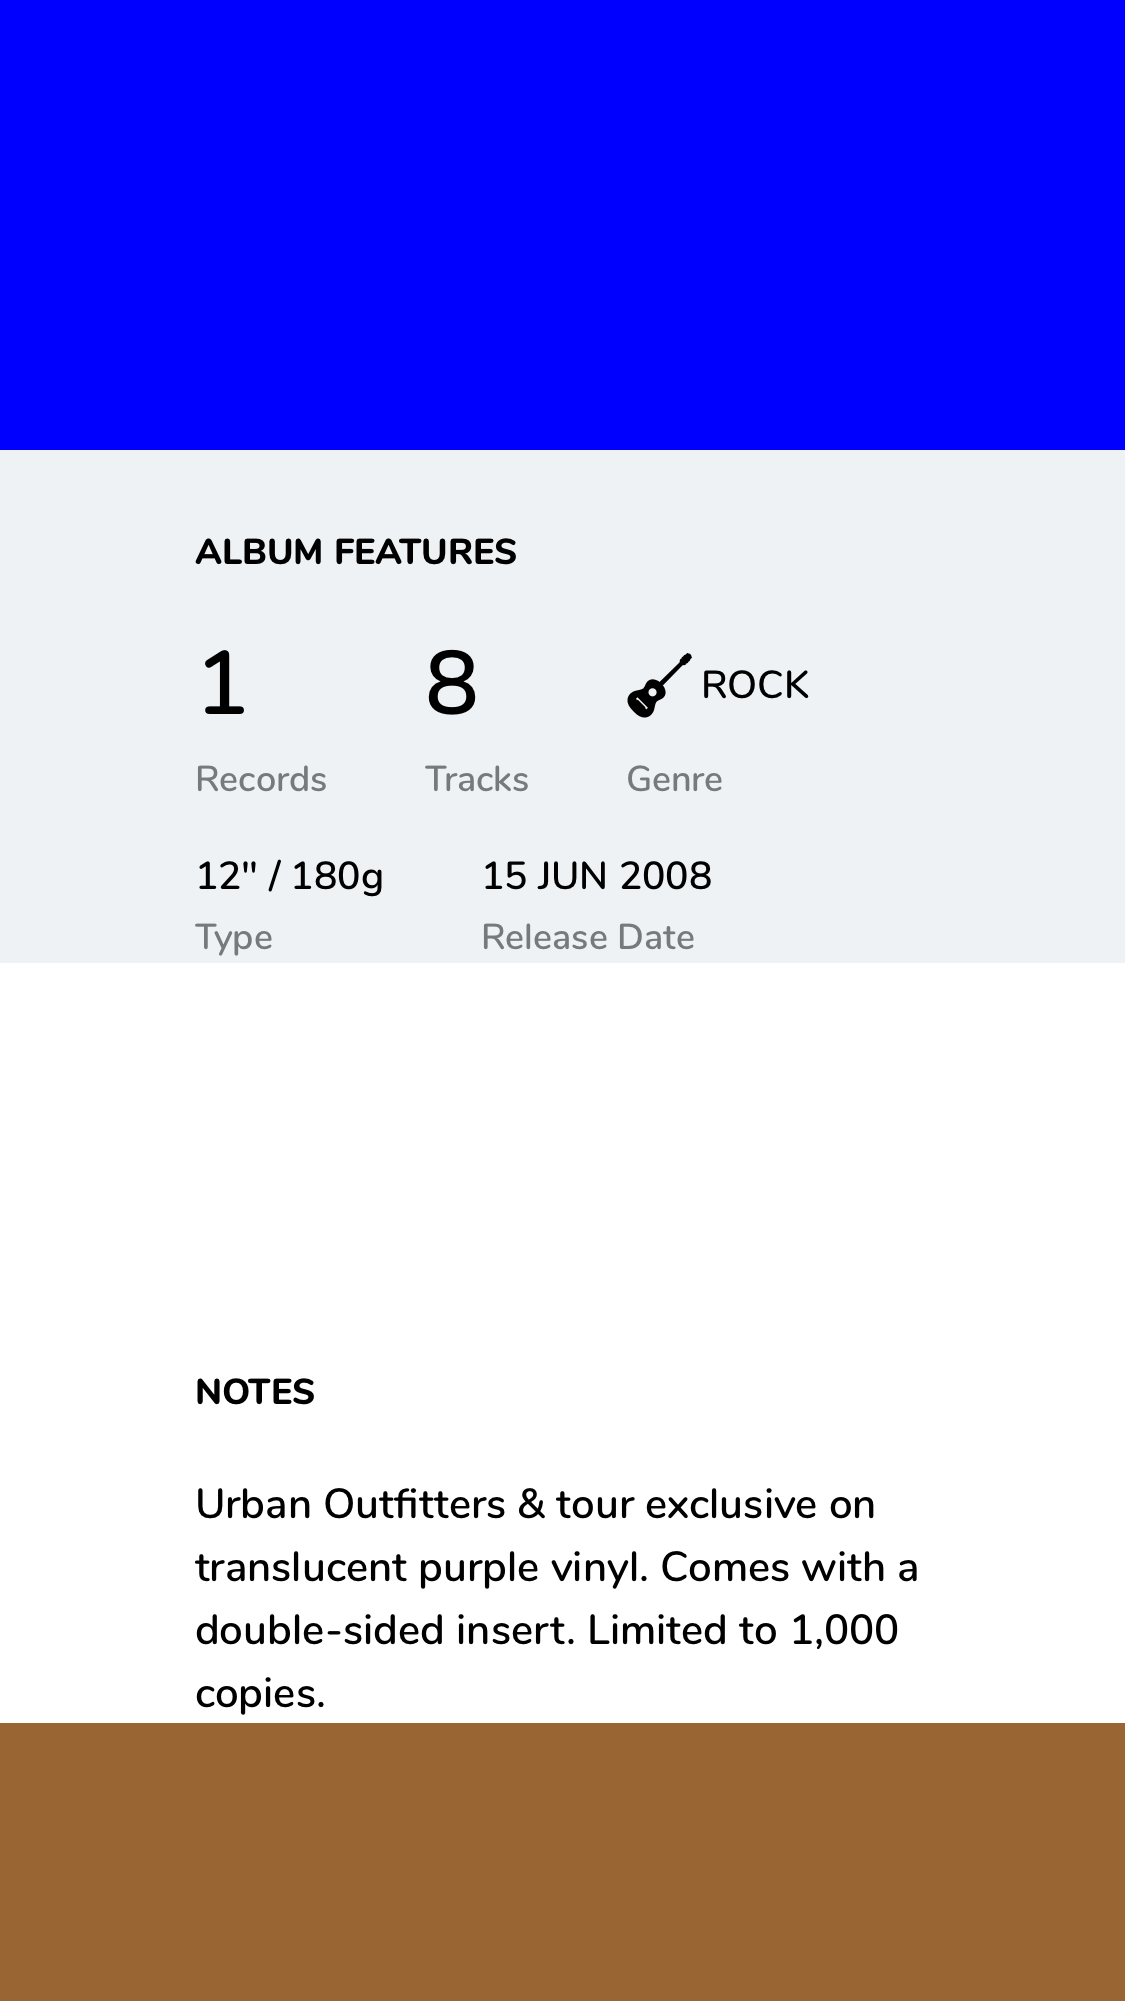 ALBUM FEATURES
1 8 ROCK
Records Tracks Genre
12" / 180g 15 JUN 2008
Type Release Date
NOTES
Urban Outfitters & tour exclusive on
translucent purple vinyl. Comes with a
double-sided insert. Limited to 1,000
copies.